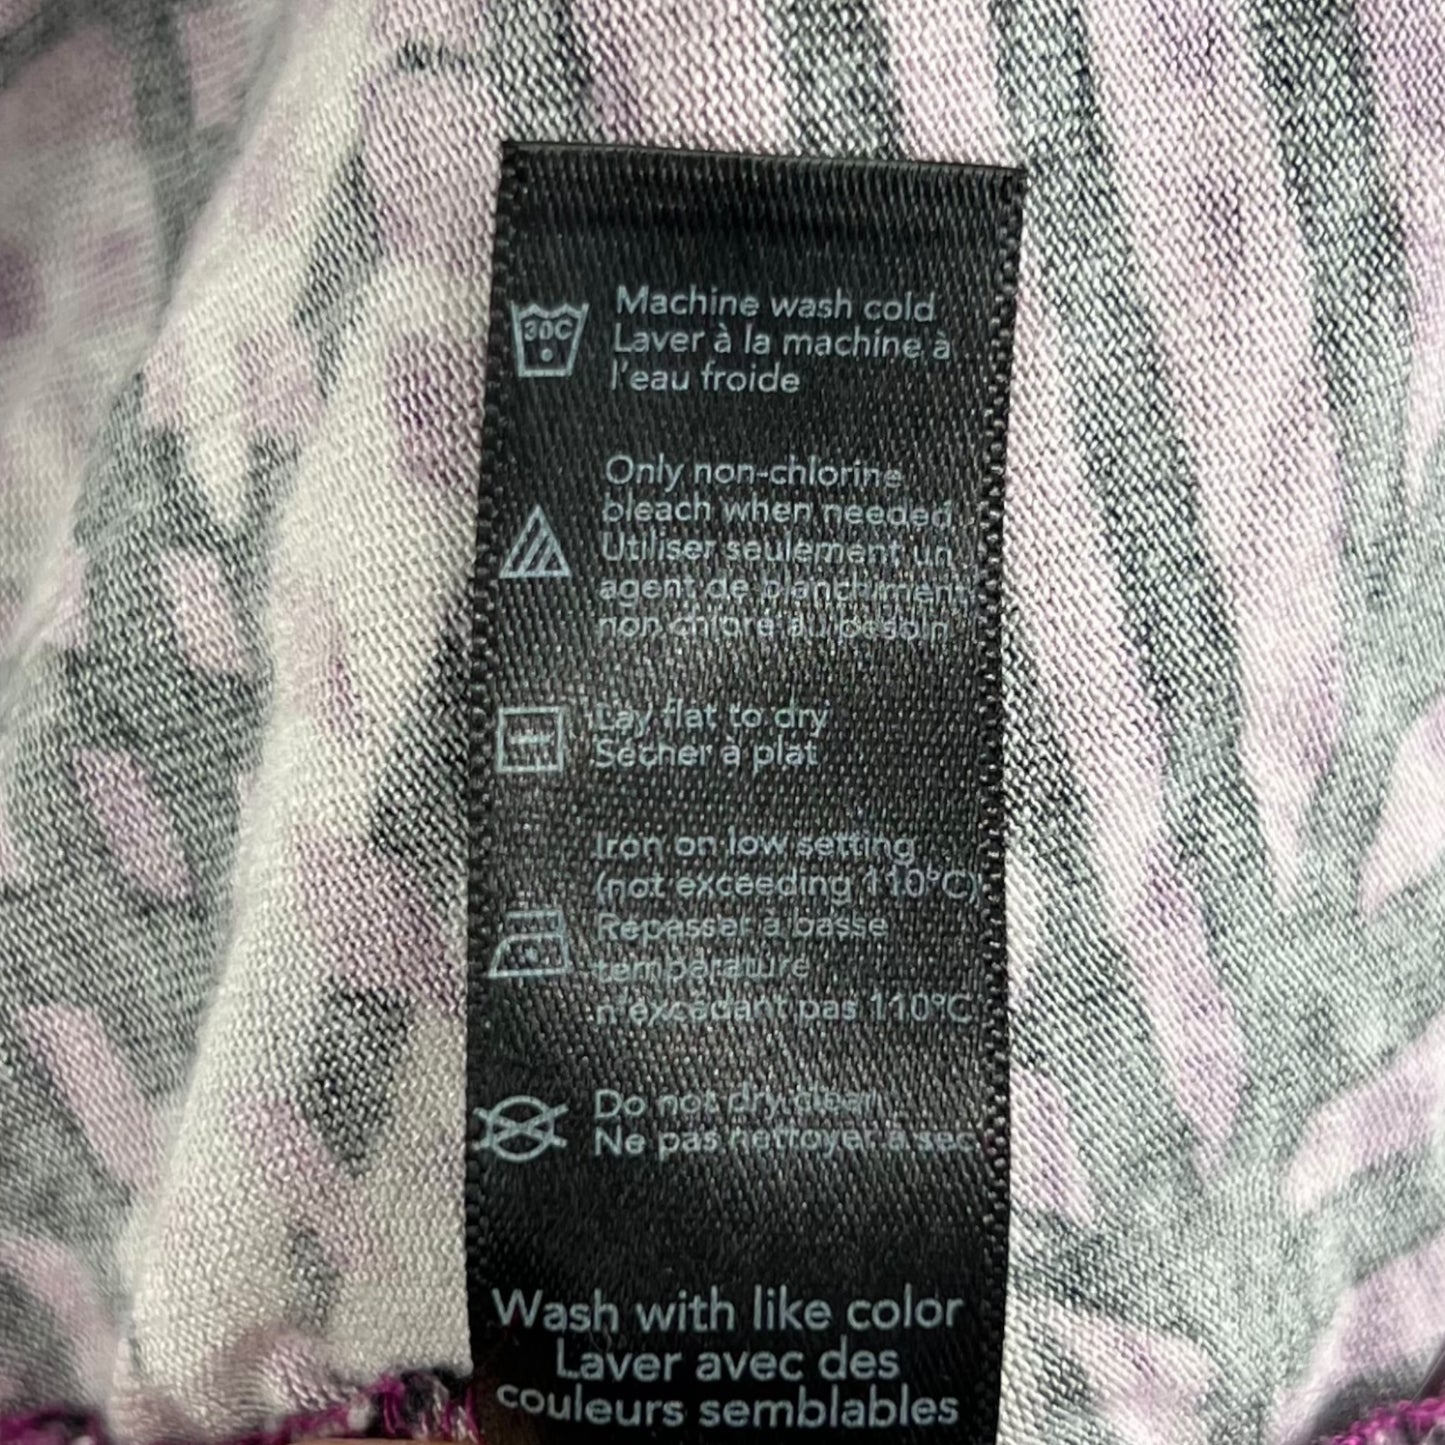 30C
Machine wash cold
Laver à la machine à
l'eau froide
Only non-chlorine
bleach when needed
Utiliser seulement un
agent de blanchiment
non chloré au besoin
Lay flat to dry
Sécher à plat
Iron on low setting
(not exceeding 110°C)
Repasser à basse
température
n'excédant pas 110°C
Do not dry clean
Ne pas nettoyer à sec
Wash with like color
Laver avec des
couleurs semblables